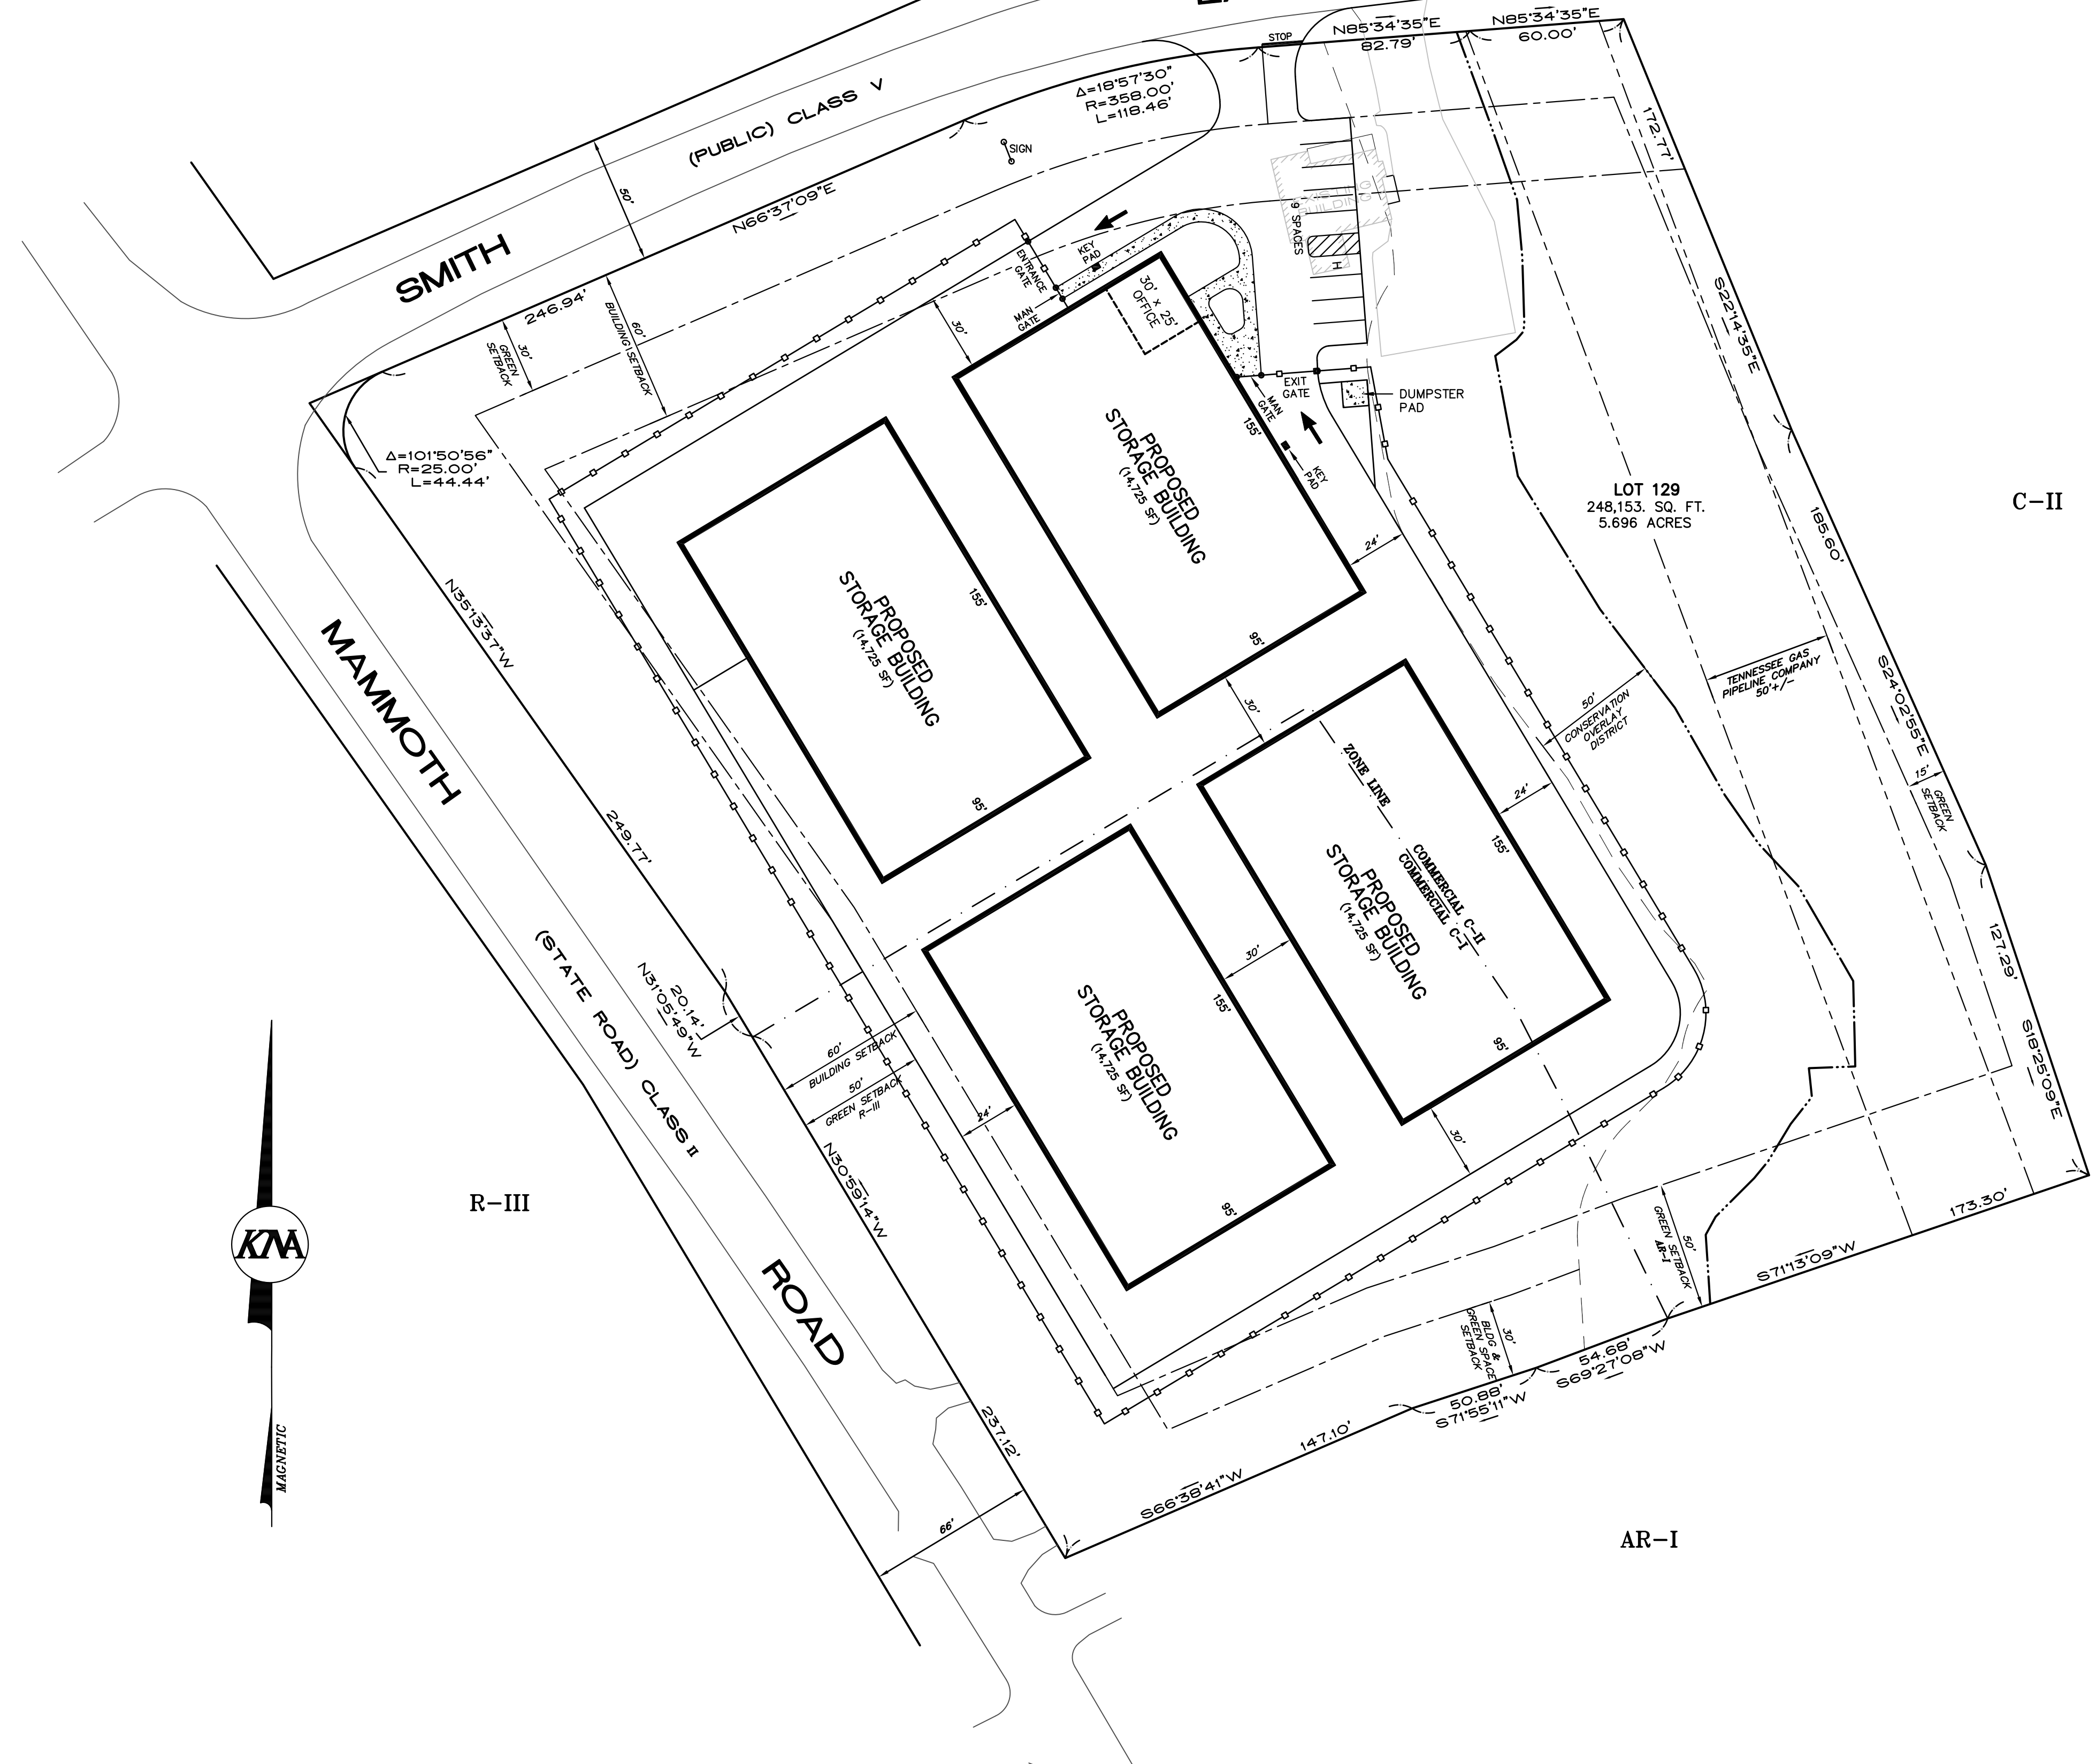 STOP
N85°34'35"E
82.79'
N85°34'35"E
60.00'
(PUBLIC) CLASS V
Δ=18°57'30"
R=358.00'
L=118.46'
172.77'
SIGN
50'
N66°37'09"E
SMITH
246.94'
60'
BUILDING SETBACK
30'
GREEN
SETBACK
EXISTING
BUILDING
9 SPACES
H
KEY
PAD
ENTRANCE
GATE
MAN
GATE
30' x 25'
OFFICE
30'
S22°14'35"E
EXIT
GATE
MAN
GATE
DUMPSTER
PAD
KEY
PAD
Δ=101°50'56"
R=25.00'
L=44.44'
PROPOSED
STORAGE BUILDING
(14,725 SF)
155'
95'
24'
LOT 129
248,153. SQ. FT.
5.696 ACRES
C-II
185.60'
N35°13'37"W
MAMMOTH
PROPOSED
STORAGE BUILDING
(14,725 SF)
155'
95'
30'
50'
CONSERVATION
OVERLAY
DISTRICT
TENNESSEE GAS
PIPELINE COMPANY
50'+/-
S24°02'55"E
15'
GREEN
SETBACK
249.77'
ZONE LINE
COMMERCIAL C-II
COMMERCIAL C-I
24'
PROPOSED
STORAGE BUILDING
(14,725 SF)
155'
95'
30'
30'
127.29'
S18°25'09"E
(STATE ROAD) CLASS II
20.14'
N31°05'49"W
60'
BUILDING SETBACK
50'
GREEN SETBACK
R-III
24'
PROPOSED
STORAGE BUILDING
(14,725 SF)
155'
95'
R-III
N30°59'14"W
KNA
MAGNETIC
ROAD
50'
GREEN SETBACK
AR-I
173.30'
S71°13'09"W
30'
BLDG &
GREEN SPACE
SETBACK
54.68'
S69°27'08"W
50.88'
S71°55'11"W
147.10'
S66°38'41"W
237.12'
66'
AR-I